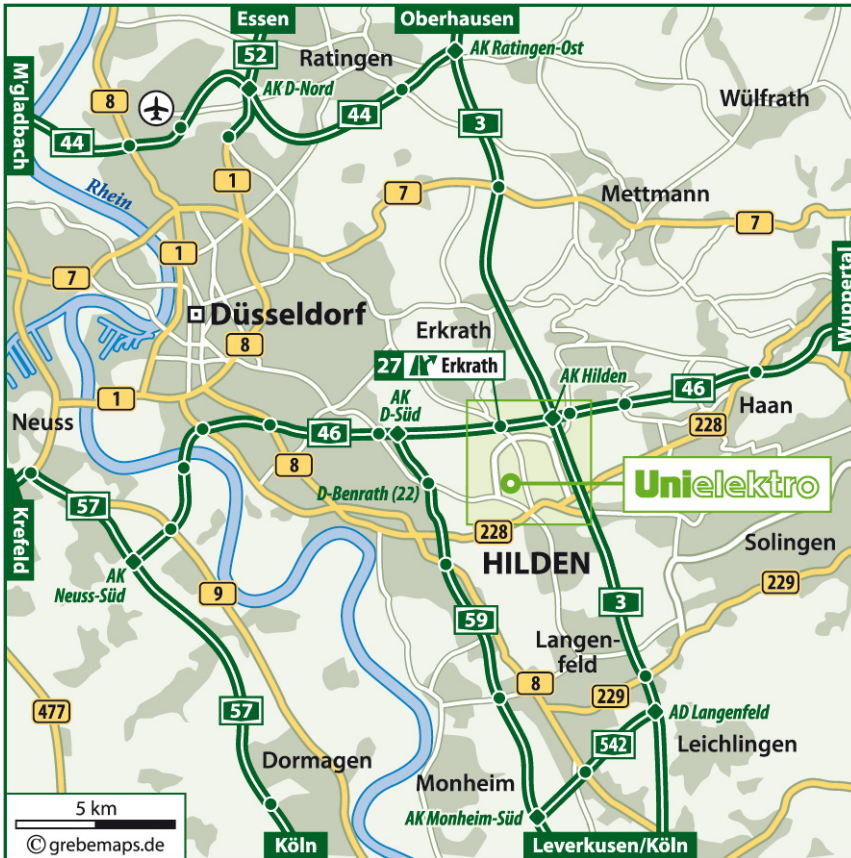 Essen
Oberhausen
52
Ratingen
AK Ratingen-Ost
M'gladbach
8
AK D-Nord
44
44
3
Wülfrath
Rhein
1
7
Mettmann
7
1
7
Wuppertal
Düsseldorf
8
Erkrath
27 Erkrath
AK Hilden
1
AK
D-Süd
46
Haan
Neuss
46
228
8
D-Benrath (22)
Unielektro
57
Krefeld
228
Solingen
AK
Neuss-Süd
HILDEN
229
9
3
59
Langen-
feld
8
229
477
57
AD Langenfeld
542
Leichlingen
Dormagen
Monheim
5 km
AK Monheim-Süd
© grebemaps.de
Köln
Leverkusen/Köln